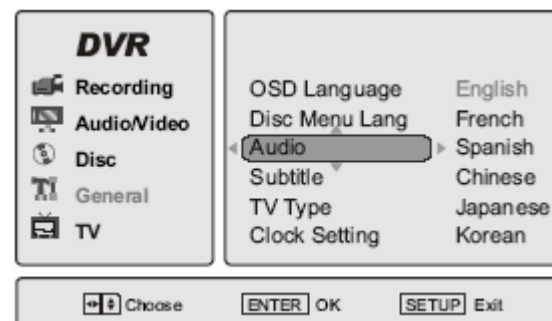 DVR
Recording
Audio/Video
Disc
General
TV
OSD Language English
Disc Menu Lang French
Audio Spanish
Subtitle Chinese
TV Type Japanese
Clock Setting Korean
Choose ENTER OK SETUP Exit